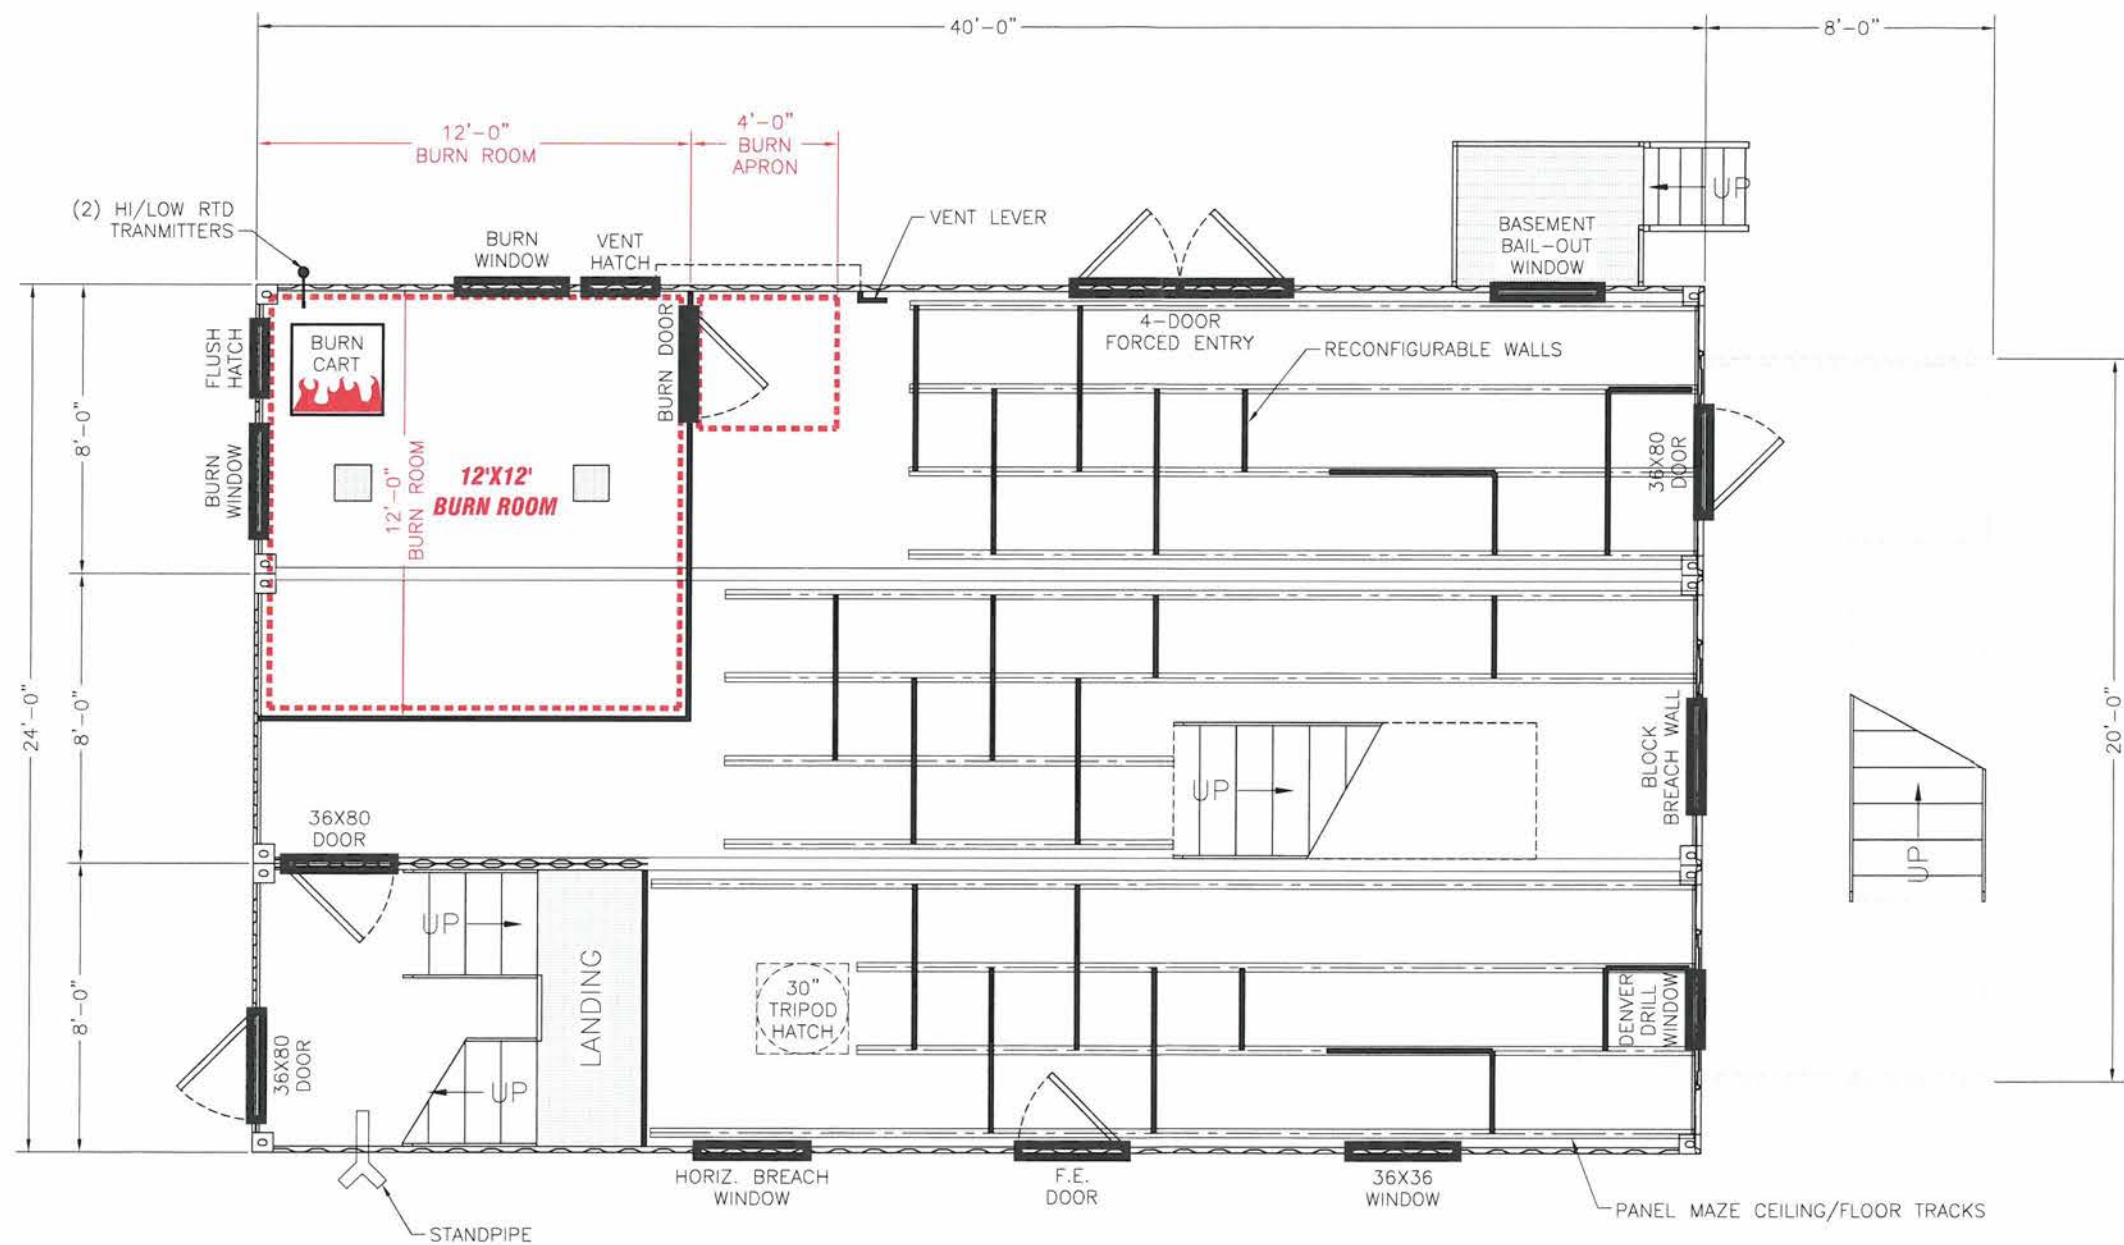 40'-0"
8'-0"
12'-0"
BURN ROOM
4'-0"
BURN
APRON
(2) HI/LOW RTD
TRANMITTERS
BURN
WINDOW
VENT
HATCH
VENT LEVER
UP
BASEMENT
BAIL-OUT
WINDOW
FLUSH
HATCH
BURN
CART
BURN DOOR
4-DOOR
FORCED ENTRY
RECONFIGURABLE WALLS
8'-0"
BURN
WINDOW
12'-0"
BURN ROOM
12'X12'
BURN ROOM
36X80
DOOR
24'-0"
8'-0"
20'-0"
BLOCK
BREACH WALL
UP
36X80
DOOR
UP
UP
LANDING
8'-0"
30"
TRIPOD
HATCH
DENVER
DRILL
WINDOW
36X80
DOOR
UP
HORIZ. BREACH
WINDOW
F.E.
DOOR
36X36
WINDOW
PANEL MAZE CEILING/FLOOR TRACKS
STANDPIPE